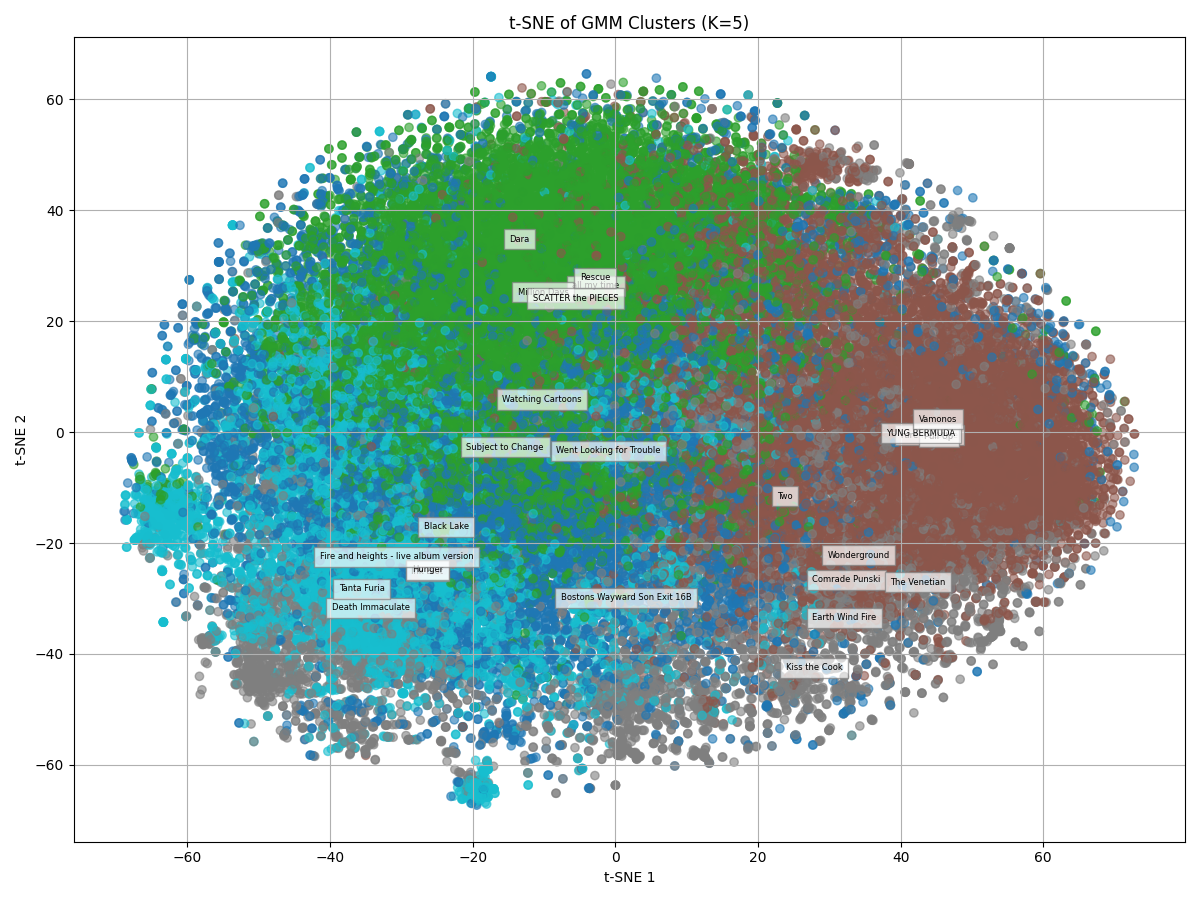 t-SNE of GMM Clusters (K=5)
t-SNE 2
60
40
20
0
−20
−40
−60
Dara
Rescue
my time
SCATTER the PIECES
Watching Cartoons
Vamonos
YUNG BERMUDA
Subject to Change
Went Looking for Trouble
Two
Black Lake
Fire and heights - live album version
Wonderground
Hunger
Comrade Punski
The Venetian
Tanta Furia
Bostons Wayward Son Exit 16B
Death Immaculate
Earth Wind Fire
Kiss the Cook
−60
−40
−20
0
20
40
60
t-SNE 1